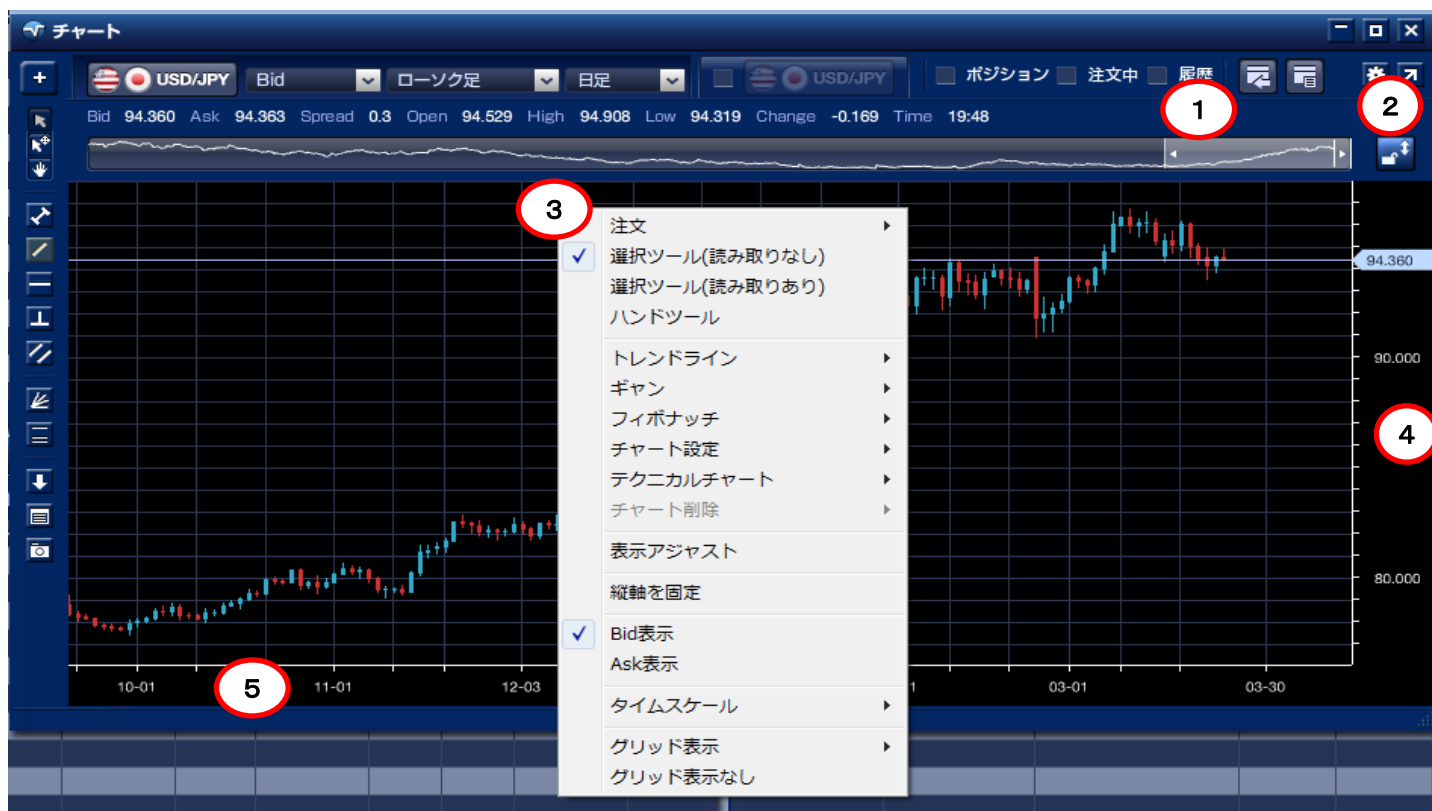 チャート
USD/JPY Bid ローソク足 日足 USD/JPY ポジション 注文中 履歴
Bid 94.360 Ask 94.363 Spread 0.3 Open 94.529 High 94.908 Low 94.319 Change -0.169 Time 19:48
1
2
3
注文
選択ツール(読み取りなし)
選択ツール(読み取りあり)
ハンドツール
トレンドライン
ギャン
フィボナッチ
チャート設定
テクニカルチャート
チャート削除
表示アジャスト
縦軸を固定
Bid表示
Ask表示
タイムスケール
グリッド表示
グリッド表示なし
94.360
90.000
4
80.000
10-01
5
11-01
12-03
1
03-01
03-30